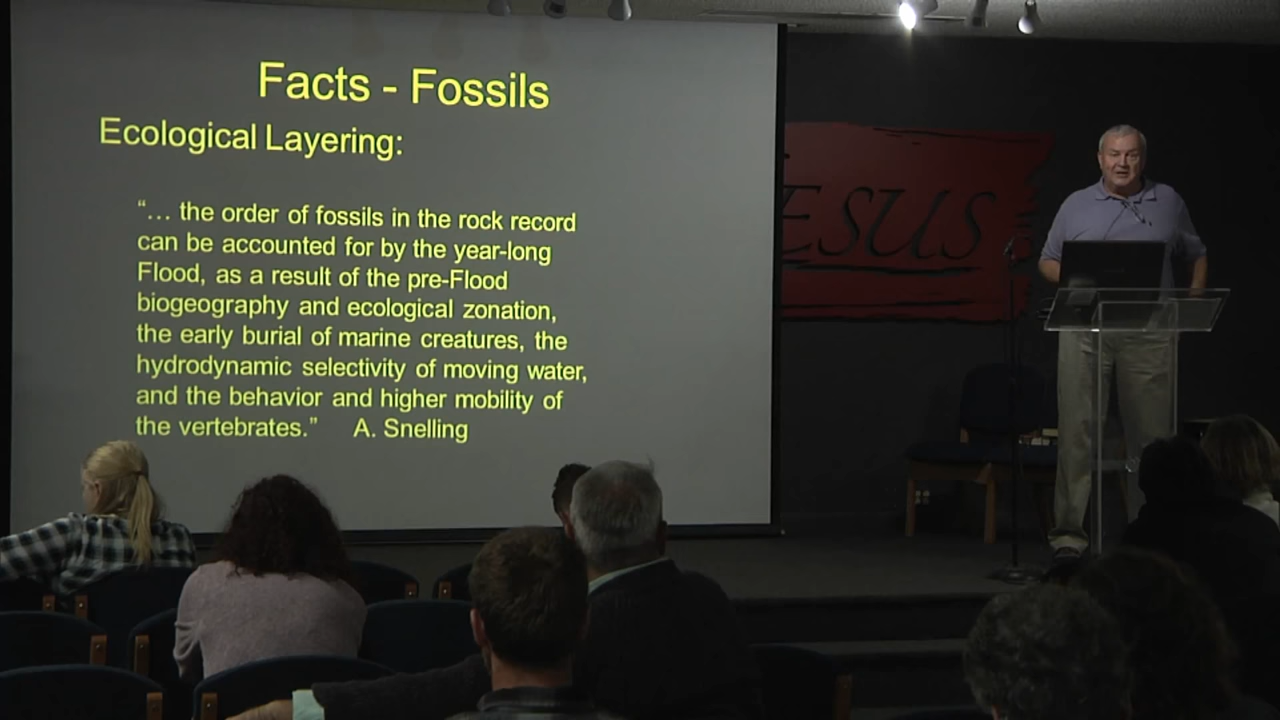 Facts - Fossils
Ecological Layering:
“… the order of fossils in the rock record
can be accounted for by the year-long
Flood, as a result of the pre-Flood
biogeography and ecological zonation,
the early burial of marine creatures, the
hydrodynamic selectivity of moving water,
and the behavior and higher mobility of
the vertebrates.” A. Snelling
ESUS